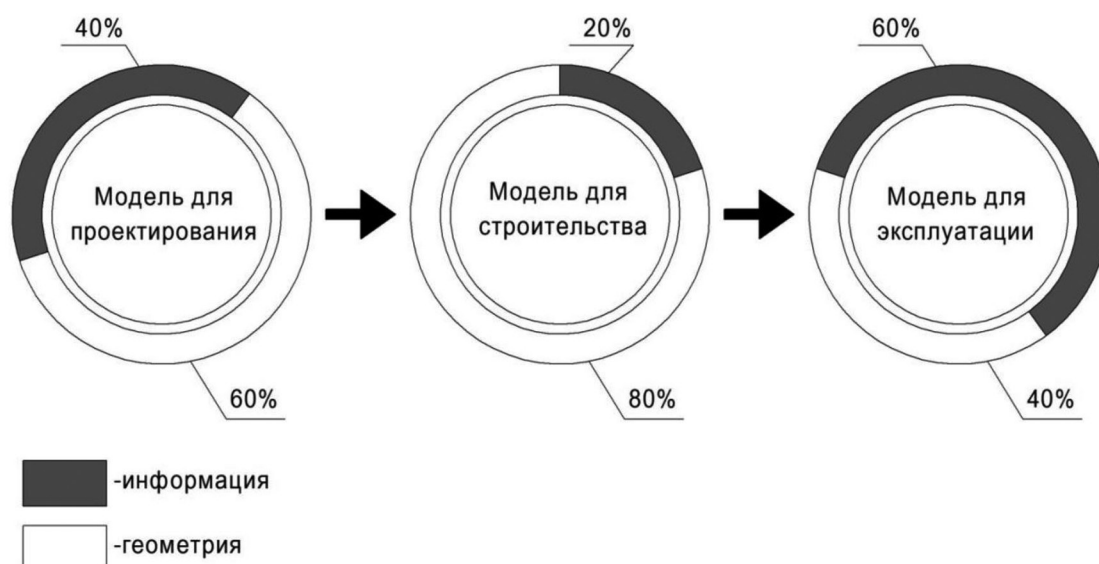 40%
20%
60%
Модель для
проектирования
Модель для
строительства
Модель для
эксплуатации
60%
80%
40%
-информация
-геометрия